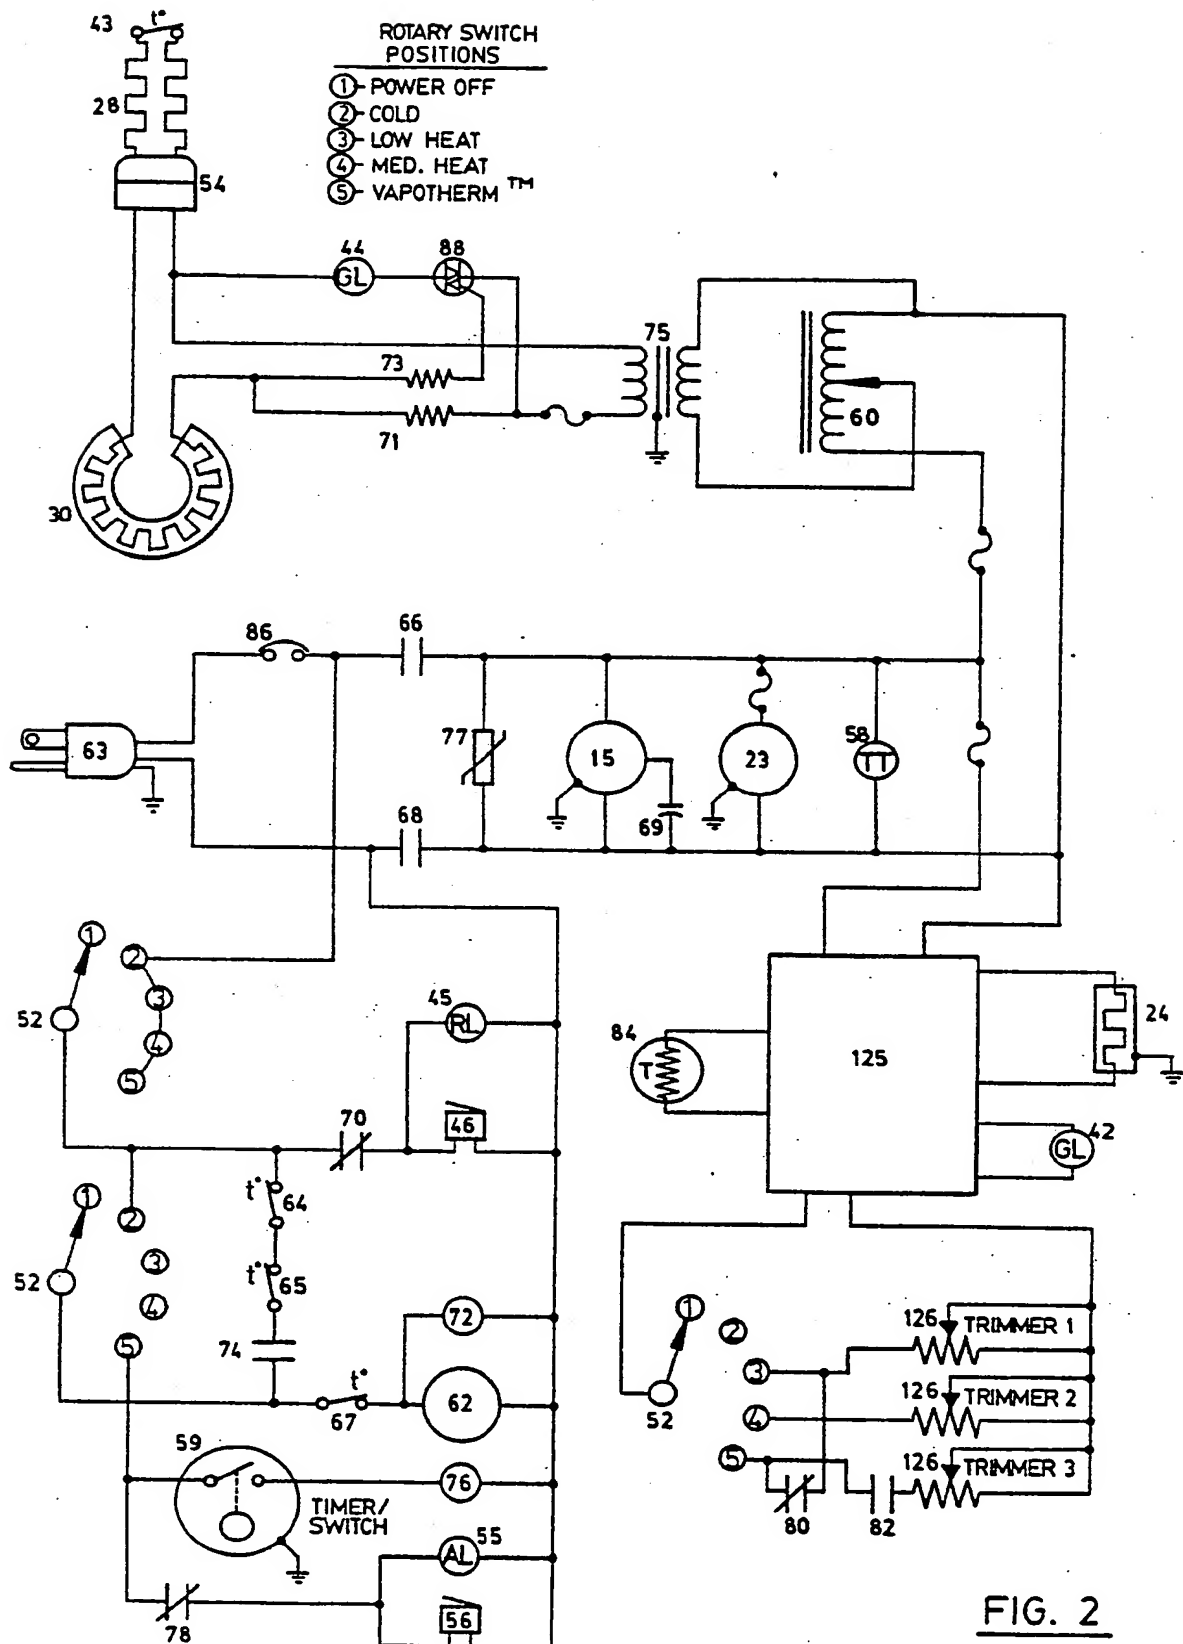 43
t°
ROTARY SWITCH
POSITIONS
① - POWER OFF
② - COLD
③ - LOW HEAT
④ - MED. HEAT
⑤ - VAPOTHERM ™
28
54
44
GL
88
75
73
71
60
30
86
66
63
77
15
23
58
TT
68
69
①
②
③
④
⑤
52
45
RL
84
T
125
24
70
46
42
GL
①
②
③
④
⑤
52
t°
64
t°
65
74
72
t°
67
62
①
②
③
④
⑤
52
126
TRIMMER 1
126
TRIMMER 2
126
TRIMMER 3
80
82
59
76
TIMER/
SWITCH
55
AL
78
56
FIG. 2